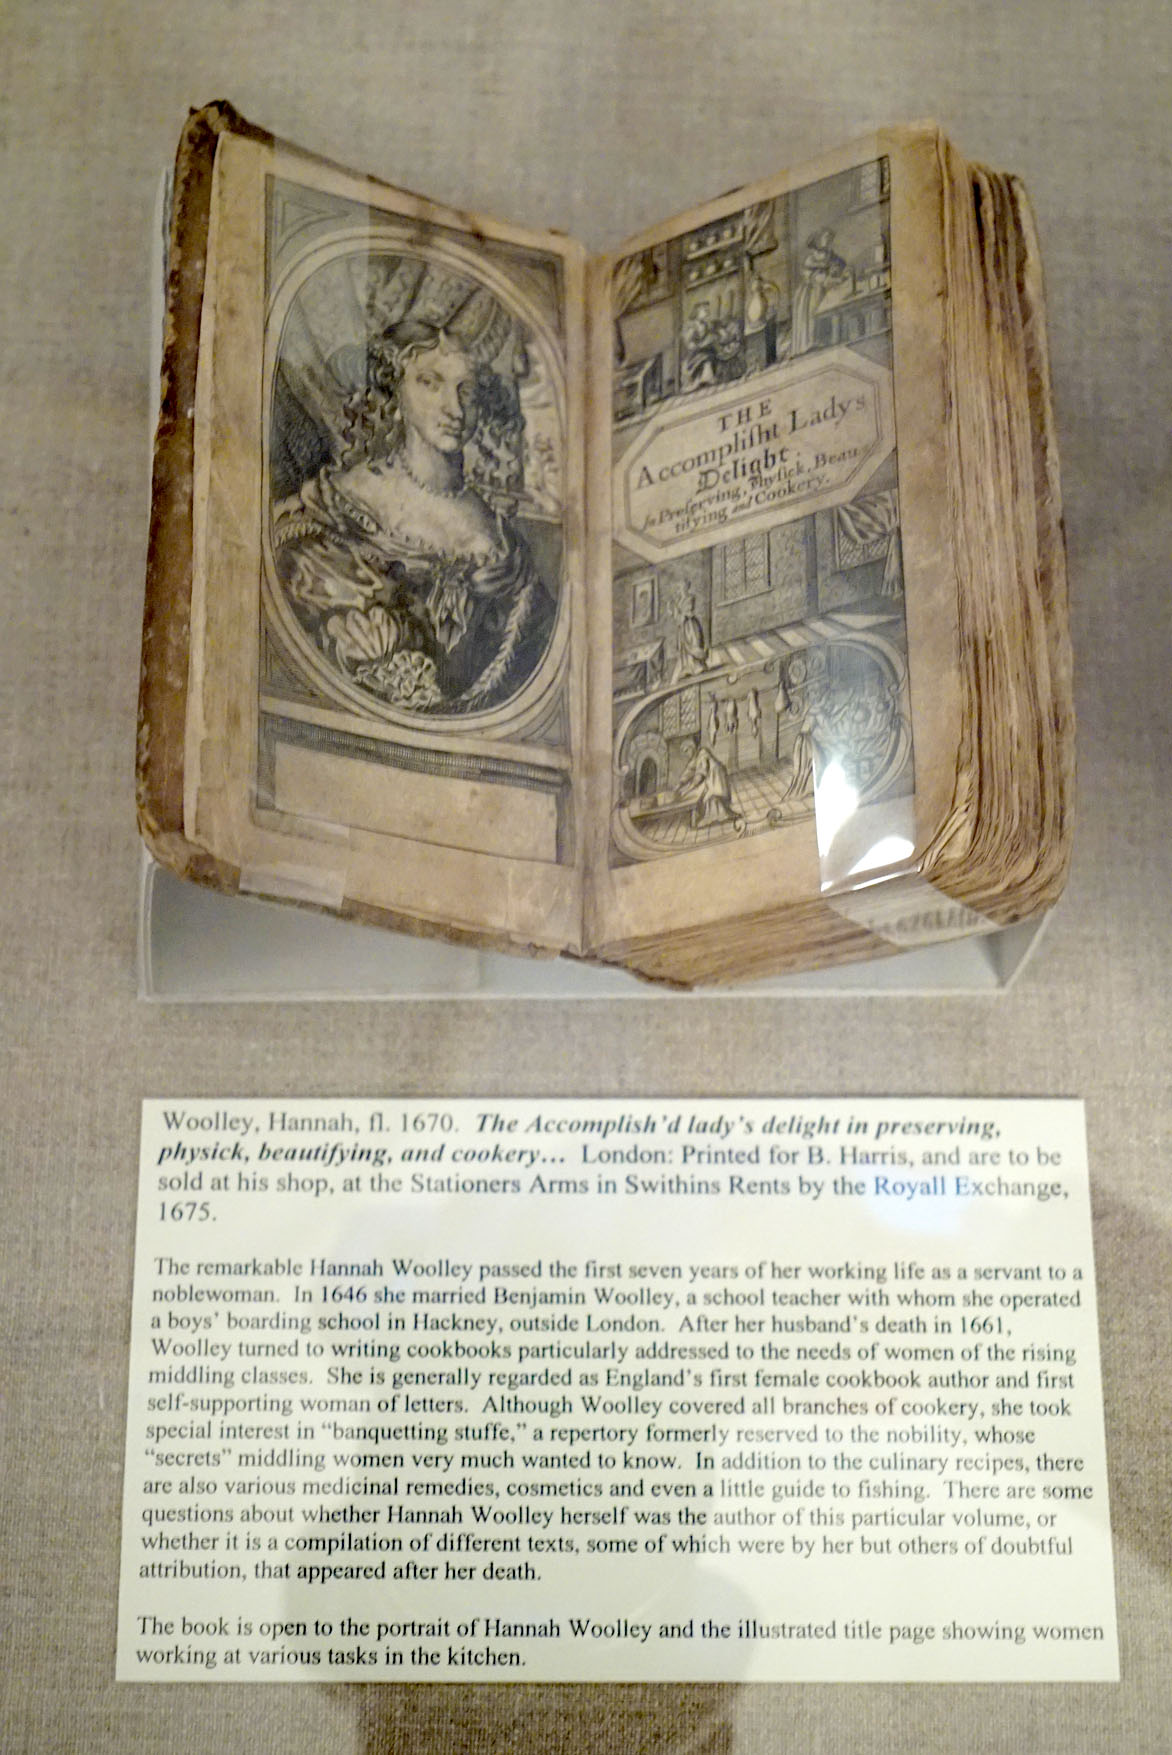 THE
Accomplisht Ladys
Delight
In Preserving, Physick, Beau-
tifying and Cookery.
Woolley, Hannah, fl. 1670. The Accomplish'd lady's delight in preserving,
physick, beautifying, and cookery... London: Printed for B. Harris, and are to be
sold at his shop, at the Stationers Arms in Swithins Rents by the Royall Exchange,
1675.
The remarkable Hannah Woolley passed the first seven years of her working life as a servant to a
noblewoman. In 1646 she married Benjamin Woolley, a school teacher with whom she operated
a boys' boarding school in Hackney, outside London. After her husband's death in 1661,
Woolley turned to writing cookbooks particularly addressed to the needs of women of the rising
middling classes. She is generally regarded as England's first female cookbook author and first
self-supporting woman of letters. Although Woolley covered all branches of cookery, she took
special interest in "banquetting stuffe," a repertory formerly reserved to the nobility, whose
"secrets" middling women very much wanted to know. In addition to the culinary recipes, there
are also various medicinal remedies, cosmetics and even a little guide to fishing. There are some
questions about whether Hannah Woolley herself was the author of this particular volume, or
whether it is a compilation of different texts, some of which were by her but others of doubtful
attribution, that appeared after her death.
The book is open to the portrait of Hannah Woolley and the illustrated title page showing women
working at various tasks in the kitchen.